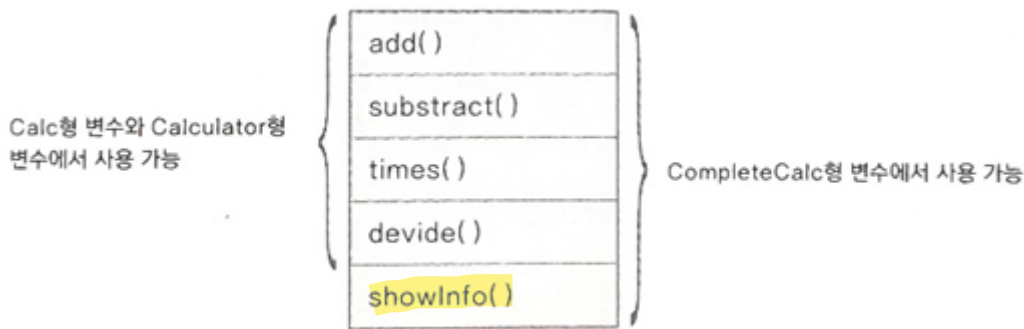 add( )
substract( )
Calc형 변수와 Calculator형
변수에서 사용 가능
times( )
CompleteCalc형 변수에서 사용 가능
devide( )
showInfo( )